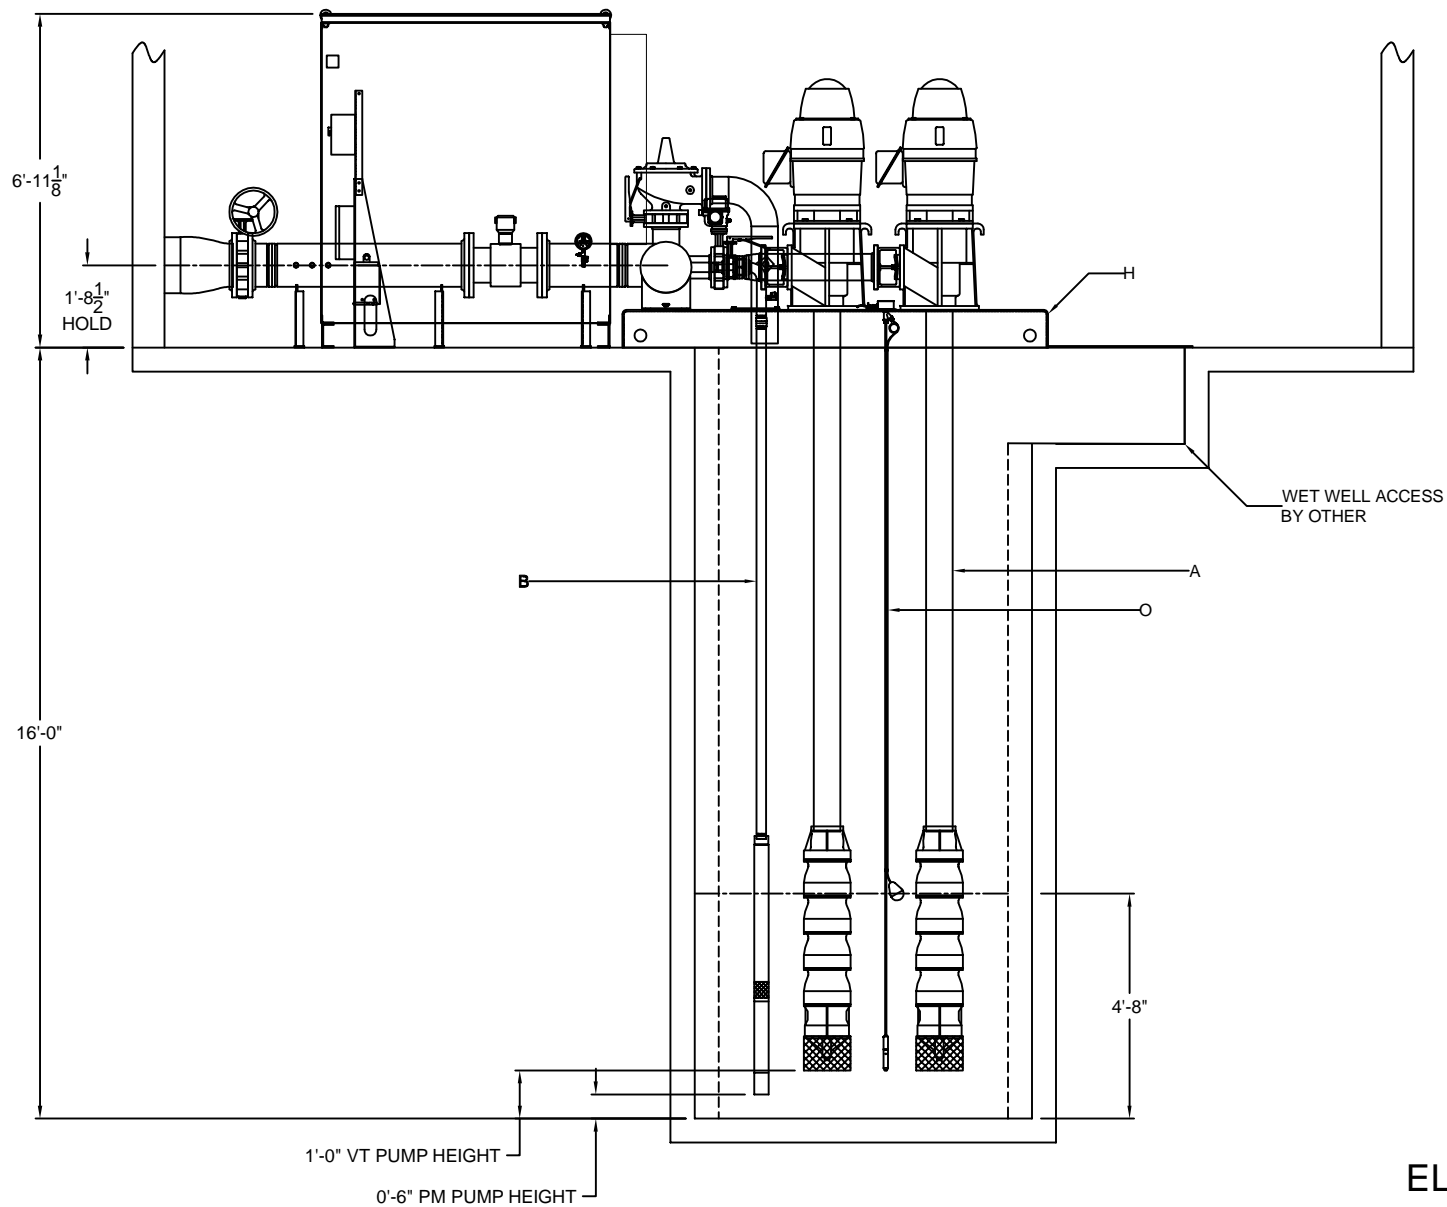 6'-11 1/8"
1'-8 1/2"
HOLD
H
WET WELL ACCESS
BY OTHER
B
A
O
16'-0"
4'-8"
1'-0" VT PUMP HEIGHT
0'-6" PM PUMP HEIGHT
EL